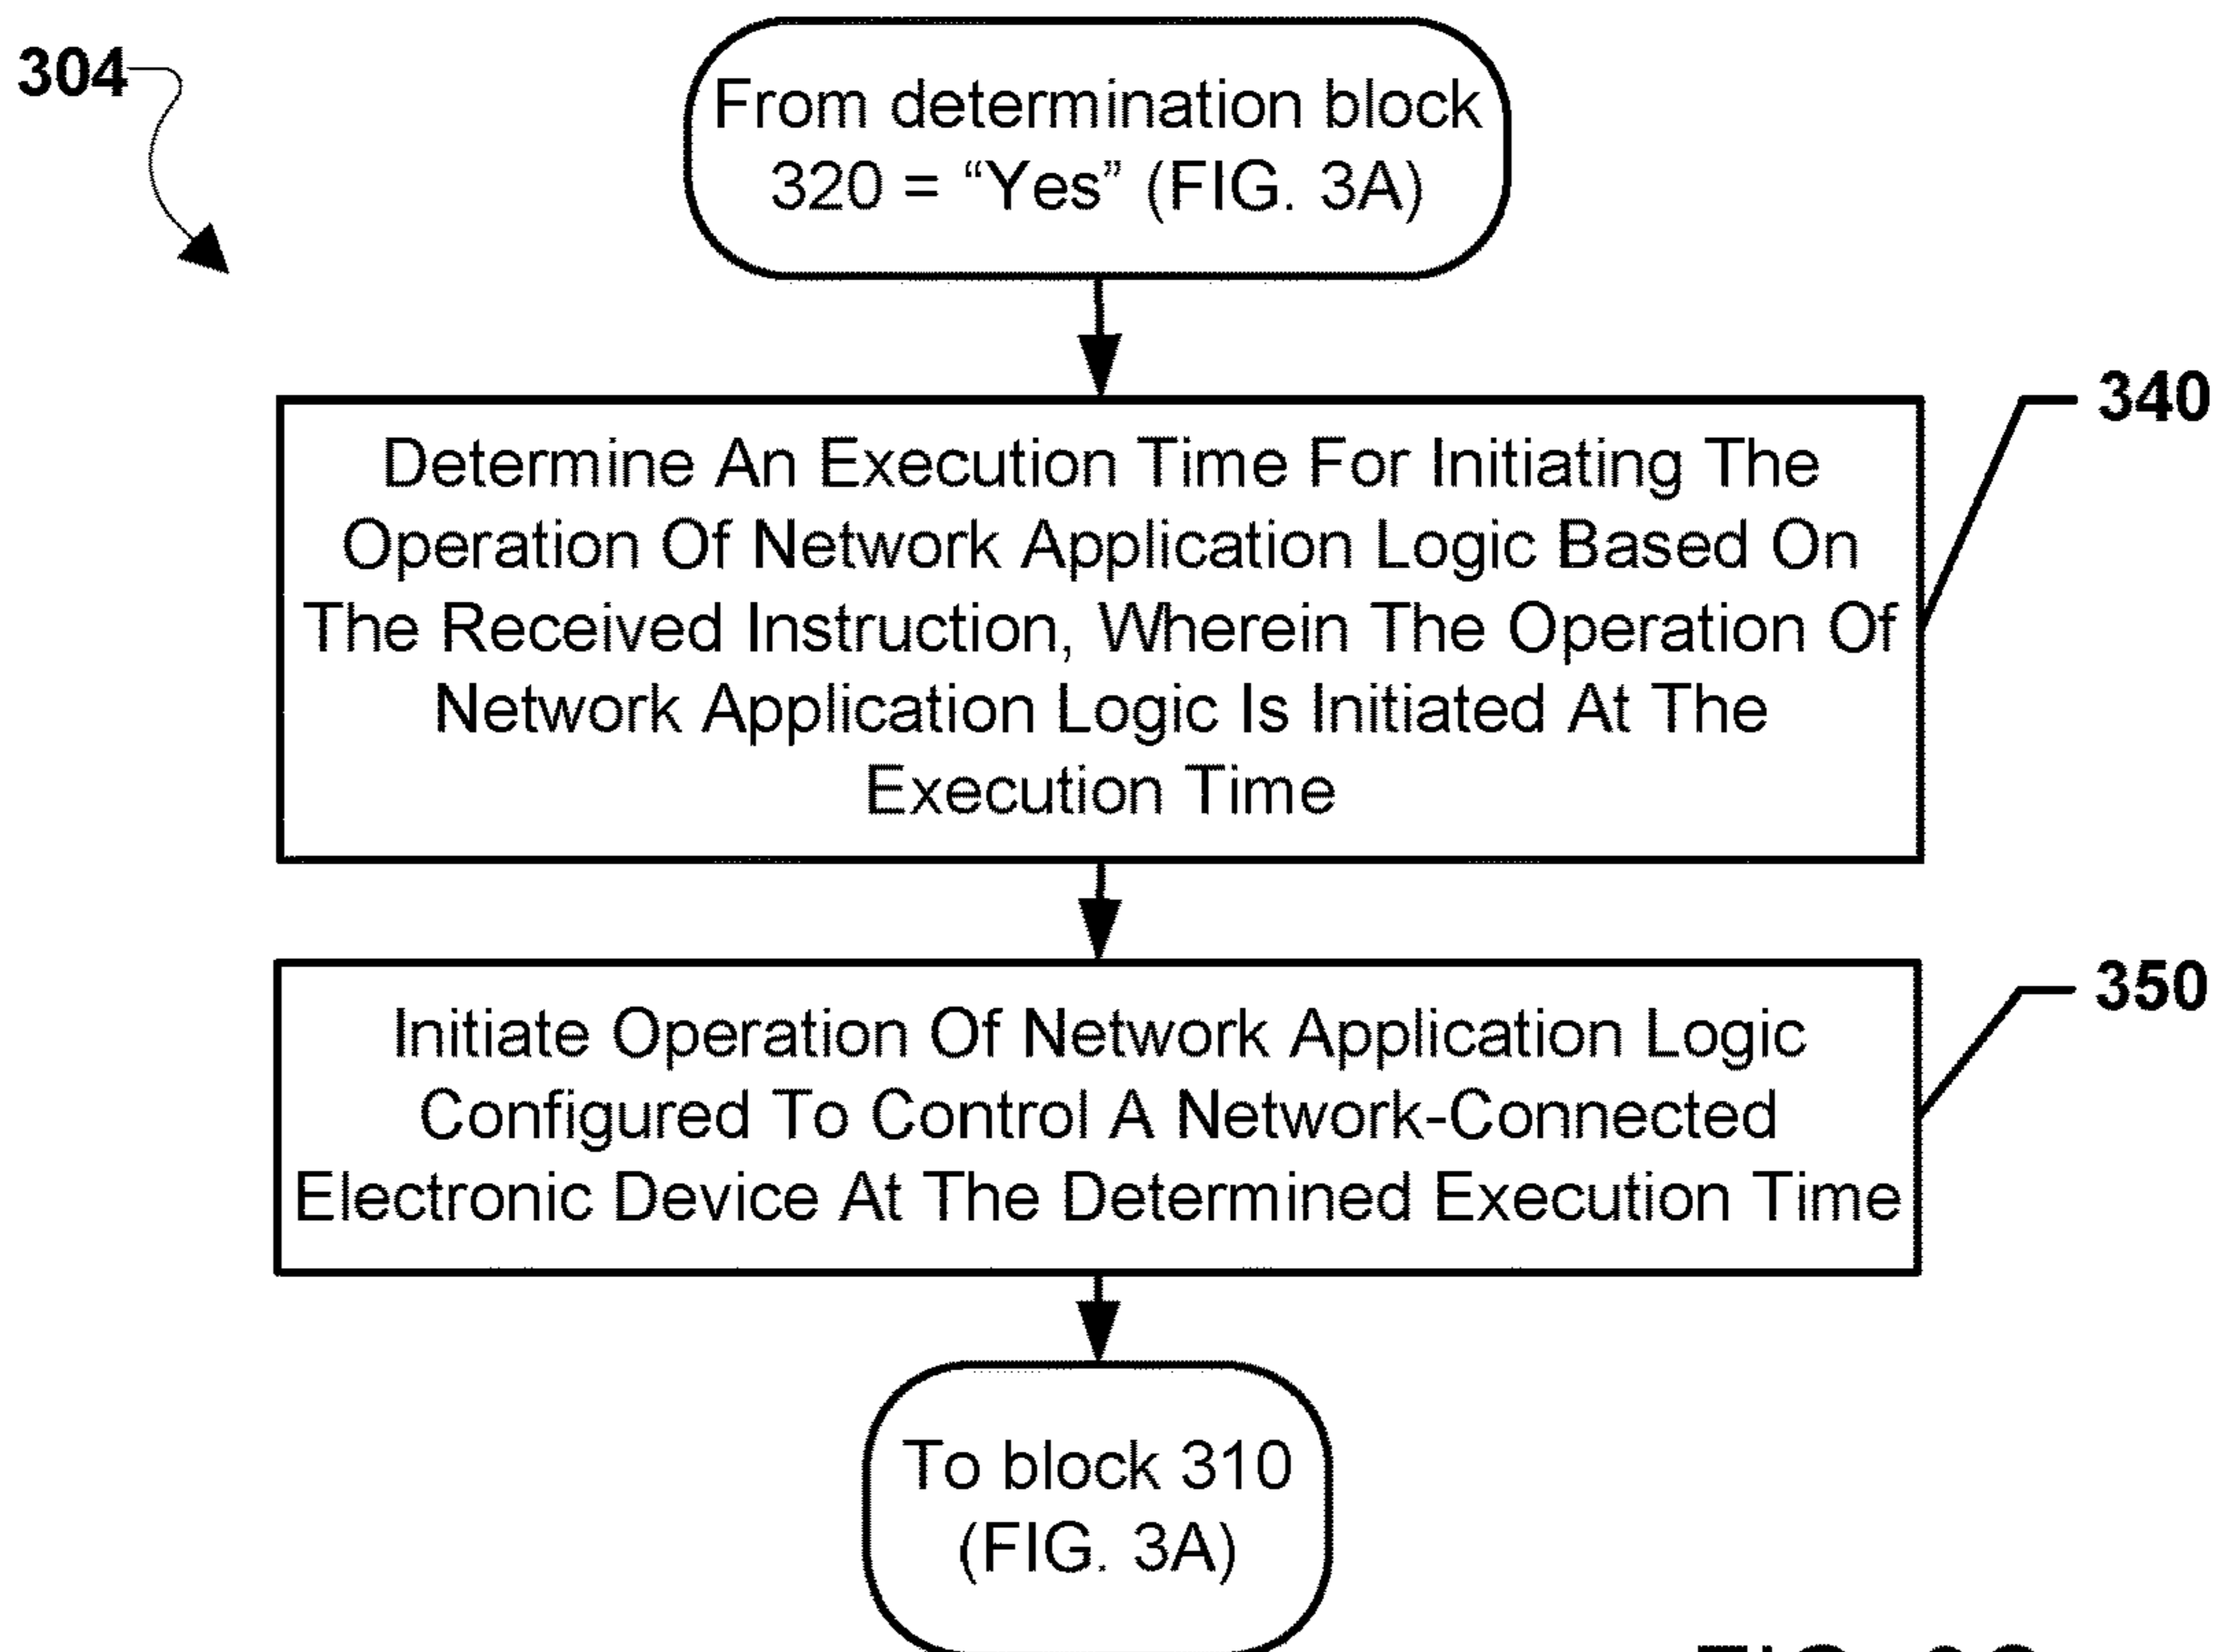 304
From determination block
320 = “Yes” (FIG. 3A)
340
Determine An Execution Time For Initiating The
Operation Of Network Application Logic Based On
The Received Instruction, Wherein The Operation Of
Network Application Logic Is Initiated At The
Execution Time
350
Initiate Operation Of Network Application Logic
Configured To Control A Network-Connected
Electronic Device At The Determined Execution Time
To block 310
(FIG. 3A)